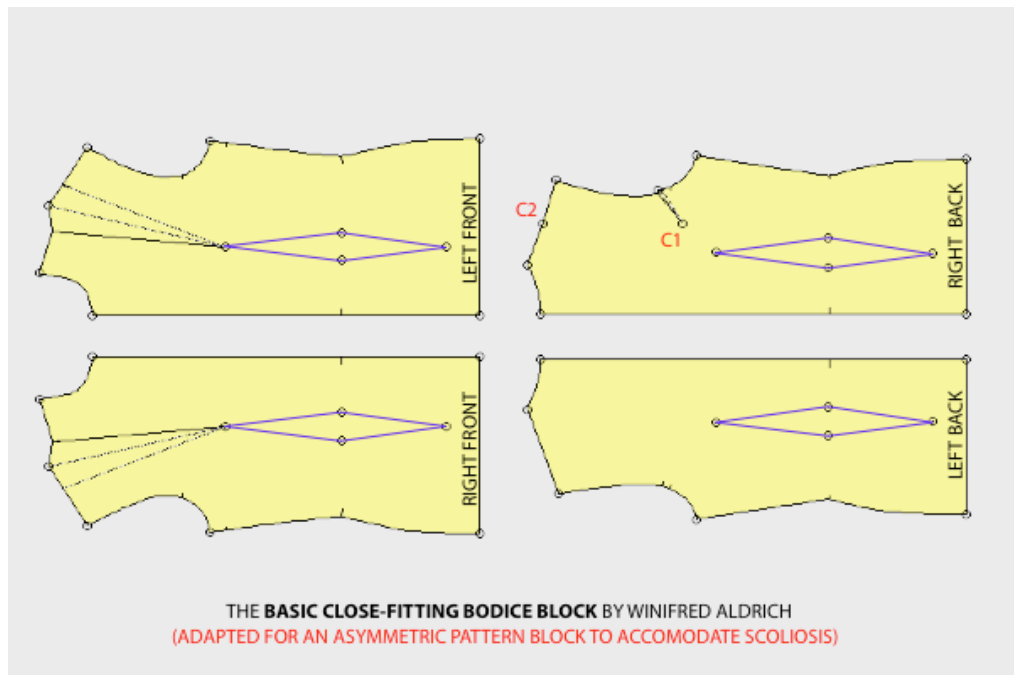 LEFT FRONT
C2
C1
RIGHT BACK
RIGHT FRONT
LEFT BACK
THE BASIC CLOSE-FITTING BODICE BLOCK BY WINIFRED ALDRICH
(ADAPTED FOR AN ASYMMETRIC PATTERN BLOCK TO ACCOMODATE SCOLIOSIS)